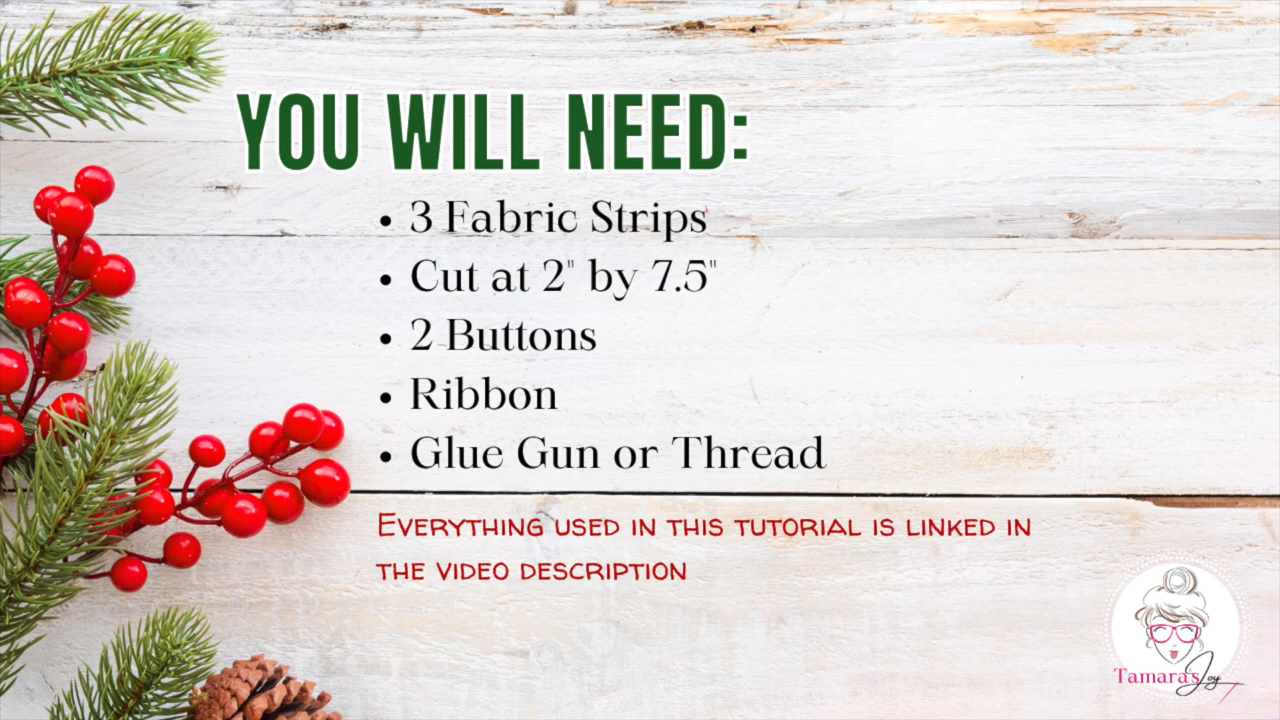 YOU WILL NEED:
• 3 Fabric Strips
• Cut at 2" by 7.5"
• 2 Buttons
• Ribbon
• Glue Gun or Thread
EVERYTHING USED IN THIS TUTORIAL IS LINKED IN
THE VIDEO DESCRIPTION
Tamara's Joy